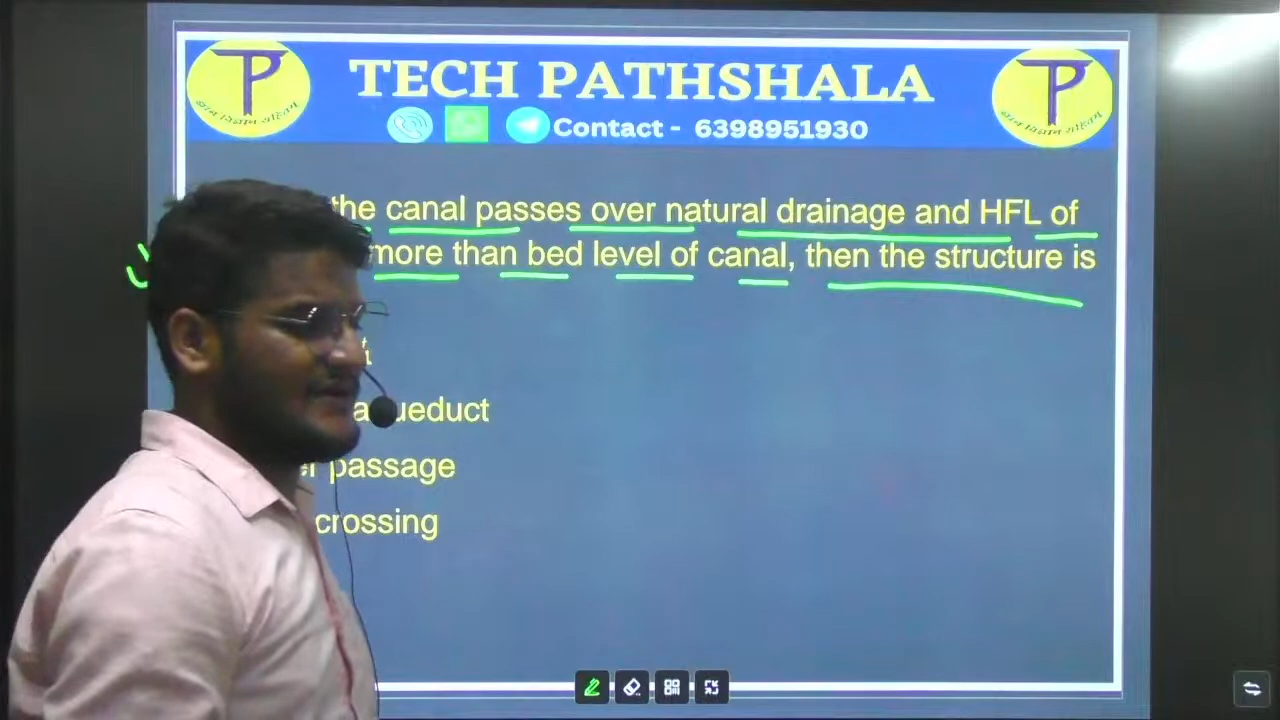 TECH PATHSHALA
Contact - 6398951930
the canal passes over natural drainage and HFL of
more than bed level of canal, then the structure is
aqueduct
passage
crossing